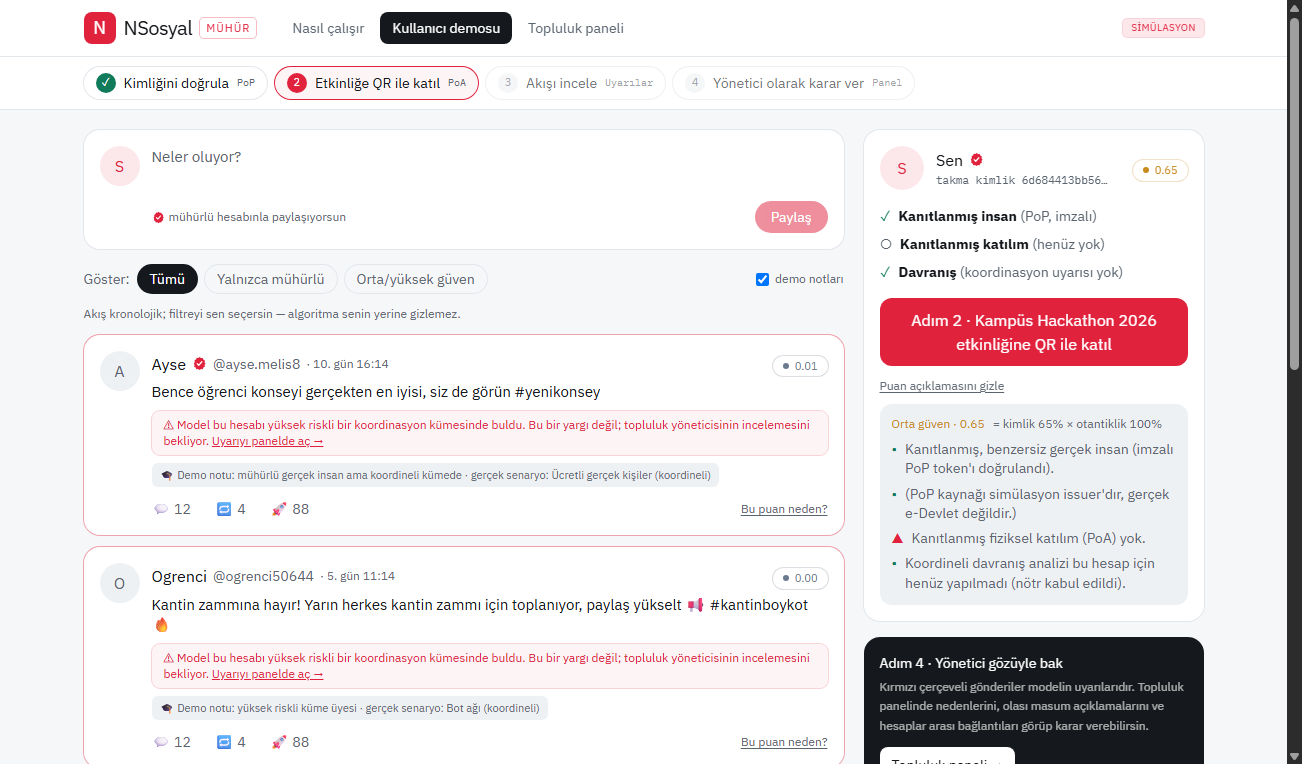 N NSosyal MÜHÜR Nasıl çalışır Kullanıcı demosu Topluluk paneli SİMÜLASYON
✓ Kimliğini doğrula PoP 2 Etkinliğe QR ile katıl PoA 3 Akışı incele Uyarılar 4 Yönetici olarak karar ver Panel
S Neler oluyor?
mühürlü hesabınla paylaşıyorsun Paylaş
Göster: Tümü Yalnızca mühürlü Orta/yüksek güven demo notları
Akış kronolojik; filtreyi sen seçersin — algoritma senin yerine gizlemez.
A Ayse @ayse.melis8 · 10. gün 16:14 0.01
Bence öğrenci konseyi gerçekten en iyisi, siz de görün #yenikonsey
⚠ Model bu hesabı yüksek riskli bir koordinasyon kümesinde buldu. Bu bir yargı değil; topluluk yöneticisinin incelemesini
bekliyor. Uyarıyı panelde aç →
🎓 Demo notu: mühürlü gerçek insan ama koordineli kümede · gerçek senaryo: Ücretli gerçek kişiler (koordineli)
💬 12 🔁 4 🚀 88 Bu puan neden?
O Ogrenci @ogrenci50644 · 5. gün 11:14 0.00
Kantin zammına hayır! Yarın herkes kantin zammı için toplanıyor, paylaş yükselt 📢 #kantinboykot
🔥
⚠ Model bu hesabı yüksek riskli bir koordinasyon kümesinde buldu. Bu bir yargı değil; topluluk yöneticisinin incelemesini
bekliyor. Uyarıyı panelde aç →
🎓 Demo notu: yüksek riskli küme üyesi · gerçek senaryo: Bot ağı (koordineli)
💬 12 🔁 4 🚀 88 Bu puan neden?
S Sen 0.65
takma kimlik 6d684413bb56…
✓ Kanıtlanmış insan (PoP, imzalı)
○ Kanıtlanmış katılım (henüz yok)
✓ Davranış (koordinasyon uyarısı yok)
Adım 2 · Kampüs Hackathon 2026
etkinliğine QR ile katıl
Puan açıklamasını gizle
Orta güven · 0.65 = kimlik 65% × otantiklik 100%
▪ Kanıtlanmış, benzersiz gerçek insan (imzalı
PoP token'ı doğrulandı).
▪ (PoP kaynağı simülasyon issuer'dır, gerçek
e-Devlet değildir.)
▲ Kanıtlanmış fiziksel katılım (PoA) yok.
▪ Koordineli davranış analizi bu hesap için
henüz yapılmadı (nötr kabul edildi).
Adım 4 · Yönetici gözüyle bak
Kırmızı çerçeveli gönderiler modelin uyarılarıdır. Topluluk
panelinde nedenlerini, olası masum açıklamalarını ve
hesaplar arası bağlantıları görüp karar verebilirsin.
Topluluk paneli →